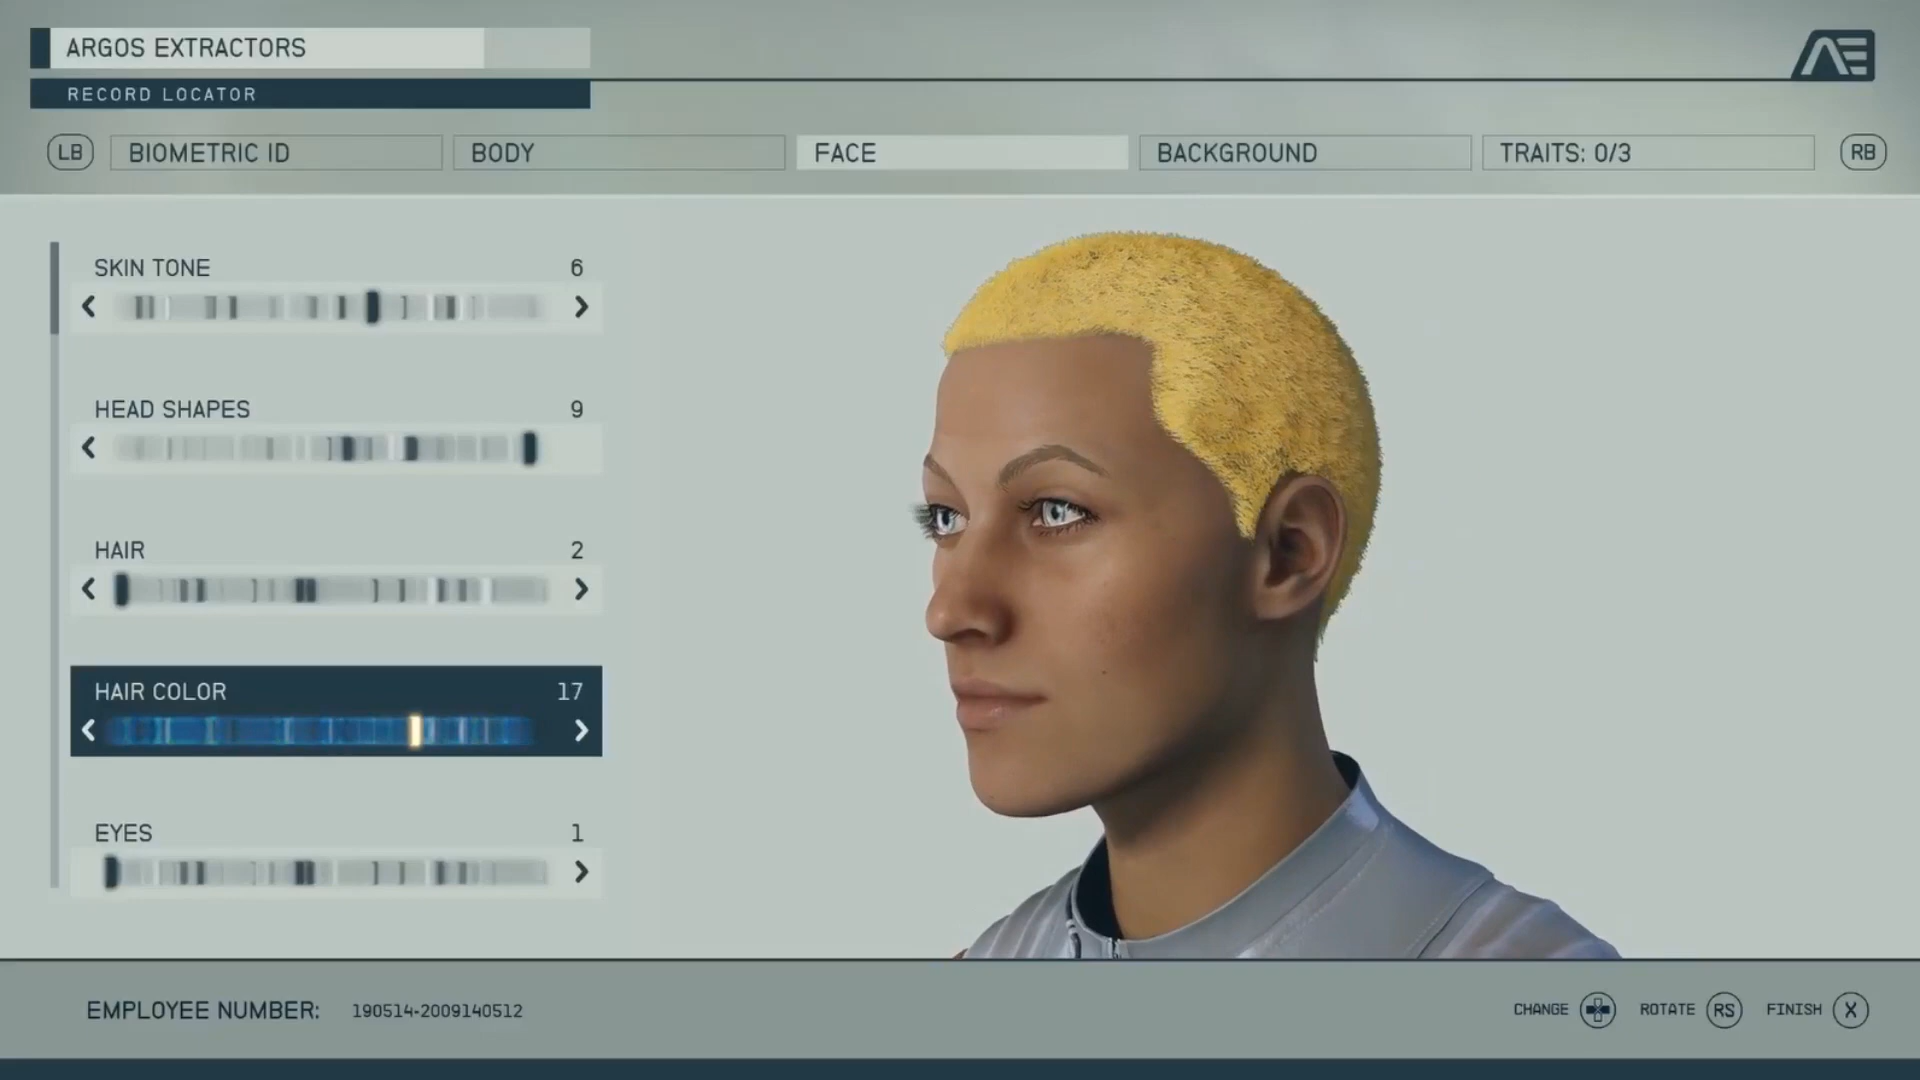 ARGOS EXTRACTORS
AE
RECORD LOCATOR
LB BIOMETRIC ID BODY FACE BACKGROUND TRAITS: 0/3 RB
SKIN TONE 6
HEAD SHAPES 9
HAIR 2
HAIR COLOR 17
EYES 1
EMPLOYEE NUMBER: 190514-2009140512
CHANGE ROTATE RS FINISH X